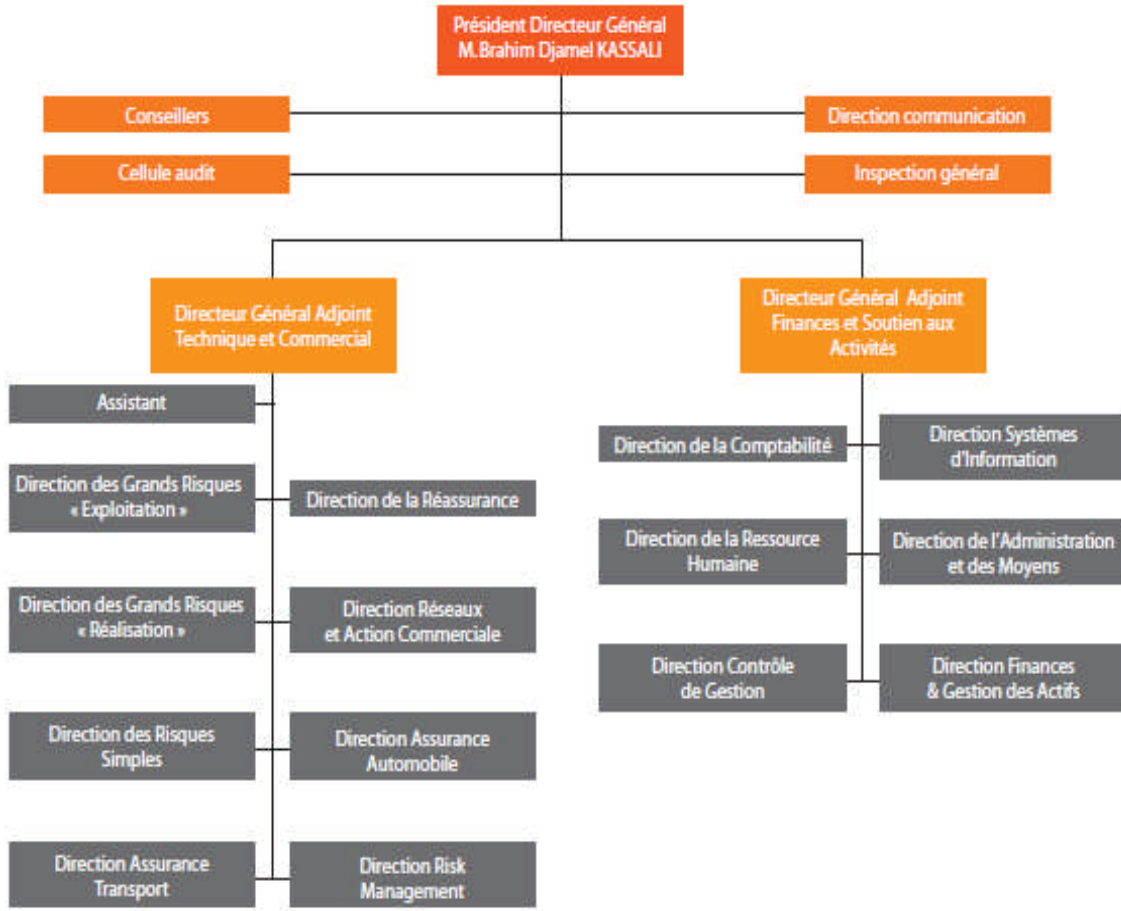 Président Directeur Général
M.Brahim Djamel KASSALI
Conseillers
Direction communication
Cellule audit
Inspection général
Directeur Général Adjoint
Technique et Commercial
Directeur Général Adjoint
Finances et Soutien aux
Activités
Assistant
Direction des Grands Risques
« Exploitation »
Direction de la Réassurance
Direction des Grands Risques
« Réalisation »
Direction Réseaux
et Action Commerciale
Direction des Risques
Simples
Direction Assurance
Automobile
Direction Assurance
Transport
Direction Risk
Management
Direction de la Comptabilité
Direction Systèmes
d'Information
Direction de la Ressource
Humaine
Direction de l'Administration
et des Moyens
Direction Contrôle
de Gestion
Direction Finances
& Gestion des Actifs